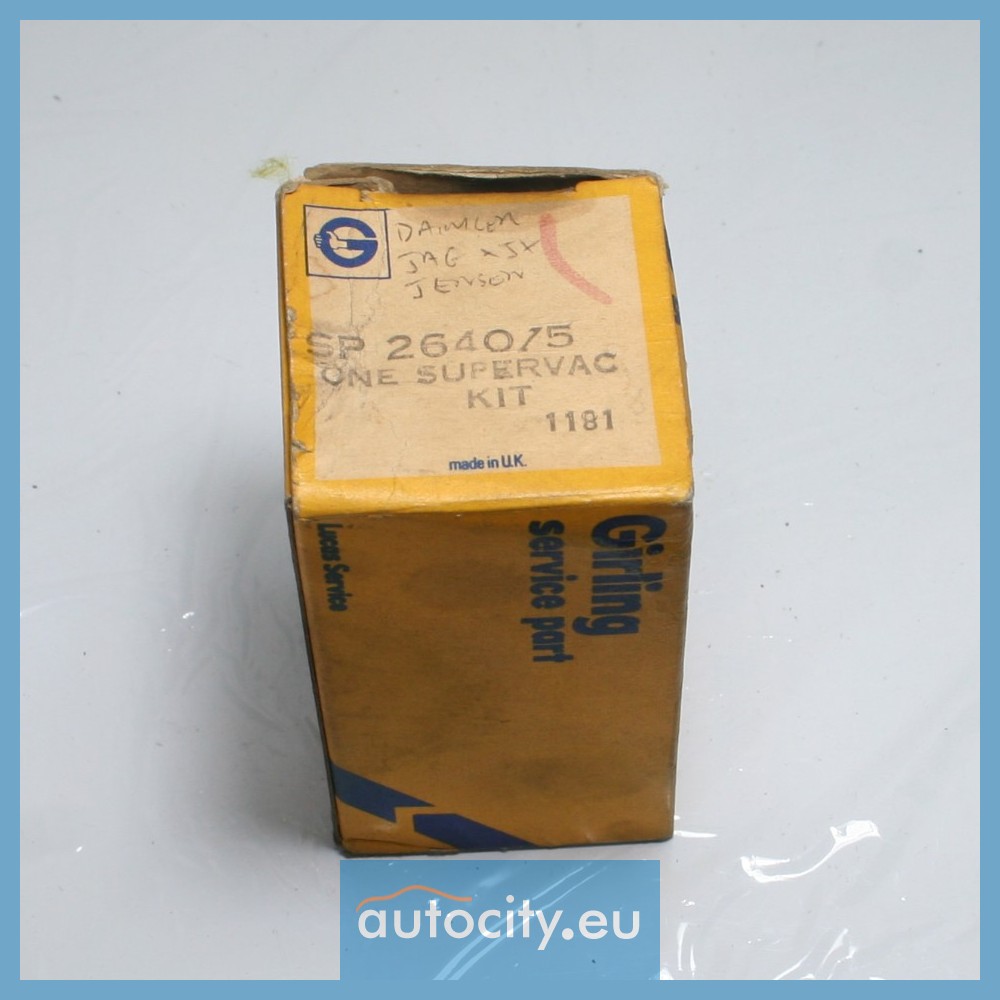 G
DAIMLER
JAG XJX
JENSON
SP 2640/5
ONE SUPERVAC
KIT
1181
made in U.K.
Girling
service part
Lucas Service
autocity.eu